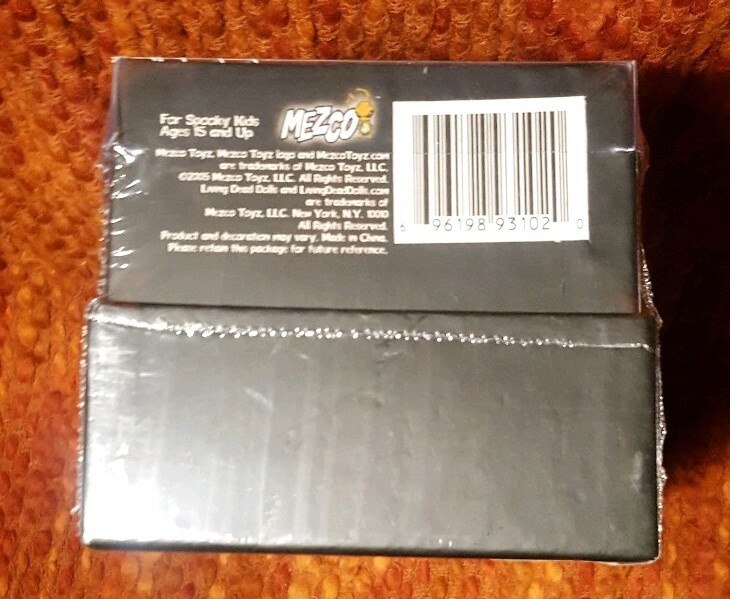 For Spooky Kids
Ages 15 and Up
MEZCO
Mezco Toyz, Mezco Toyz logo and MezcoToyz.com
are trademarks of Mezco Toyz, LLC.
©2005 Mezco Toyz, LLC. All Rights Reserved.
Living Dead Dolls and LivingDeadDolls.com
are trademarks of
Mezco Toyz, LLC. New York, N.Y. 10010
All Rights Reserved.
Product and decoration may vary. Made in China.
Please retain this package for future reference.
6 96198 93102 0